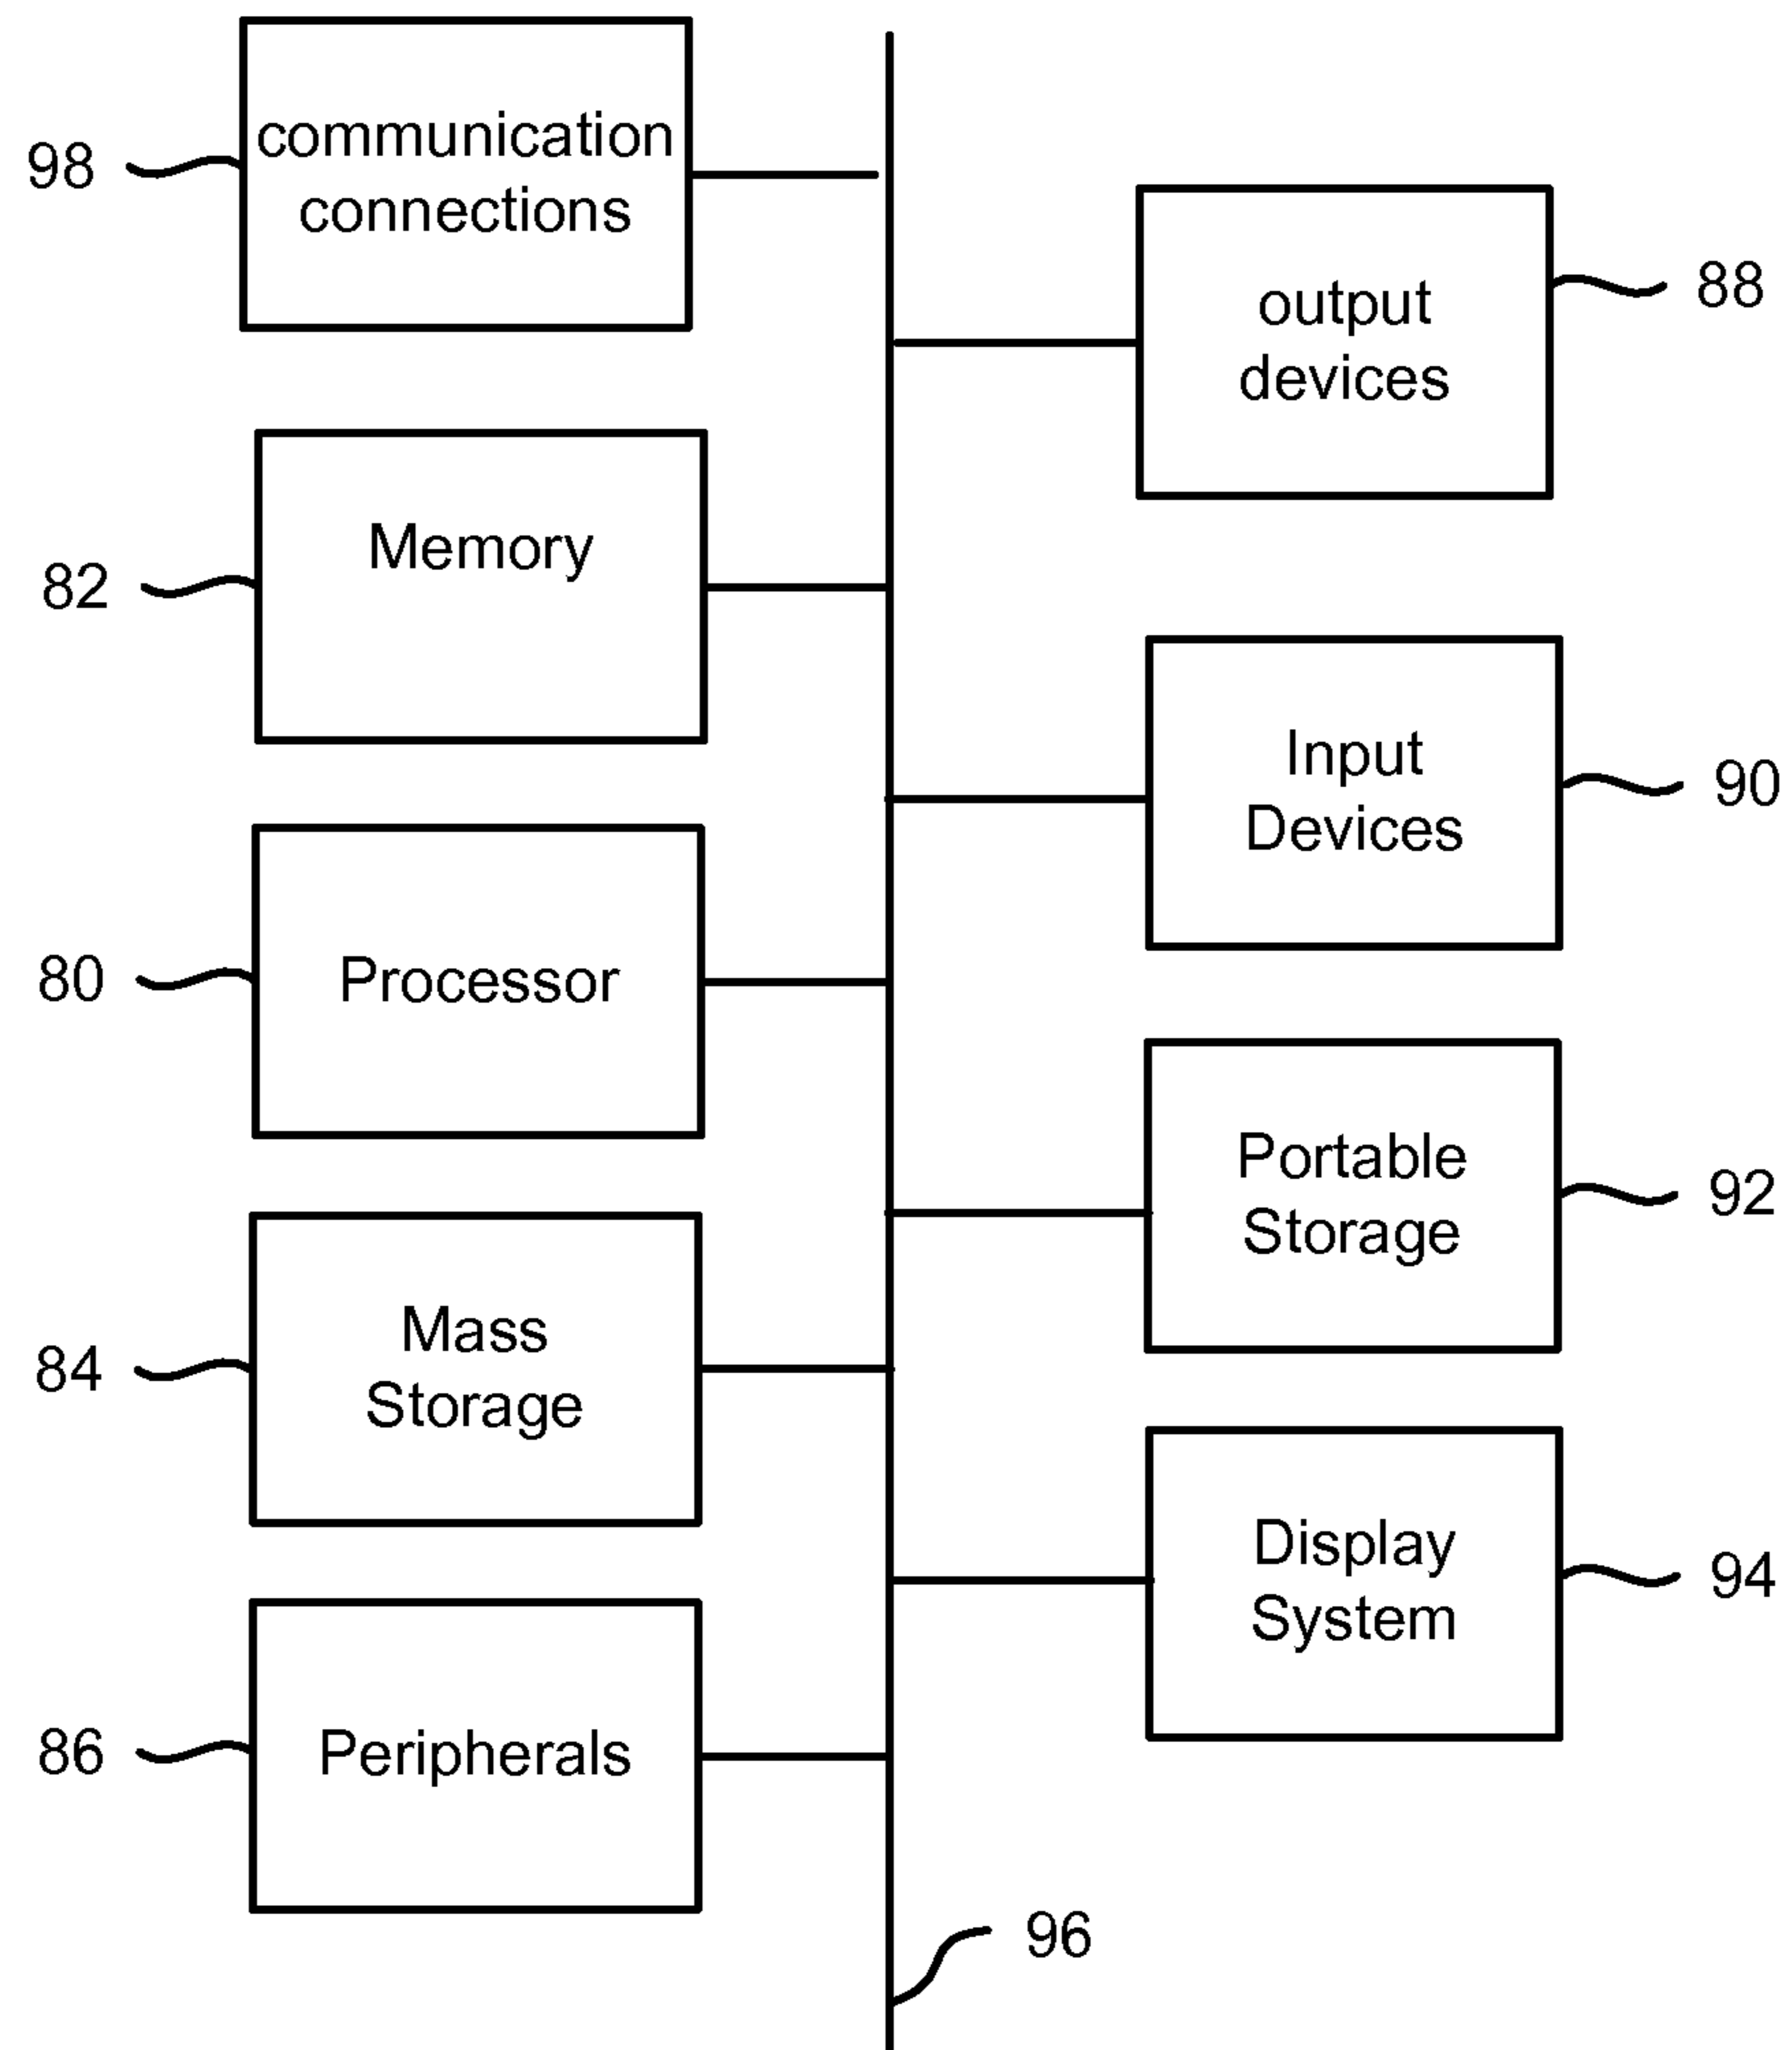 98
communication
connections
output
devices
88
82
Memory
Input
Devices
90
80
Processor
Portable
Storage
92
84
Mass
Storage
Display
System
94
86
Peripherals
96